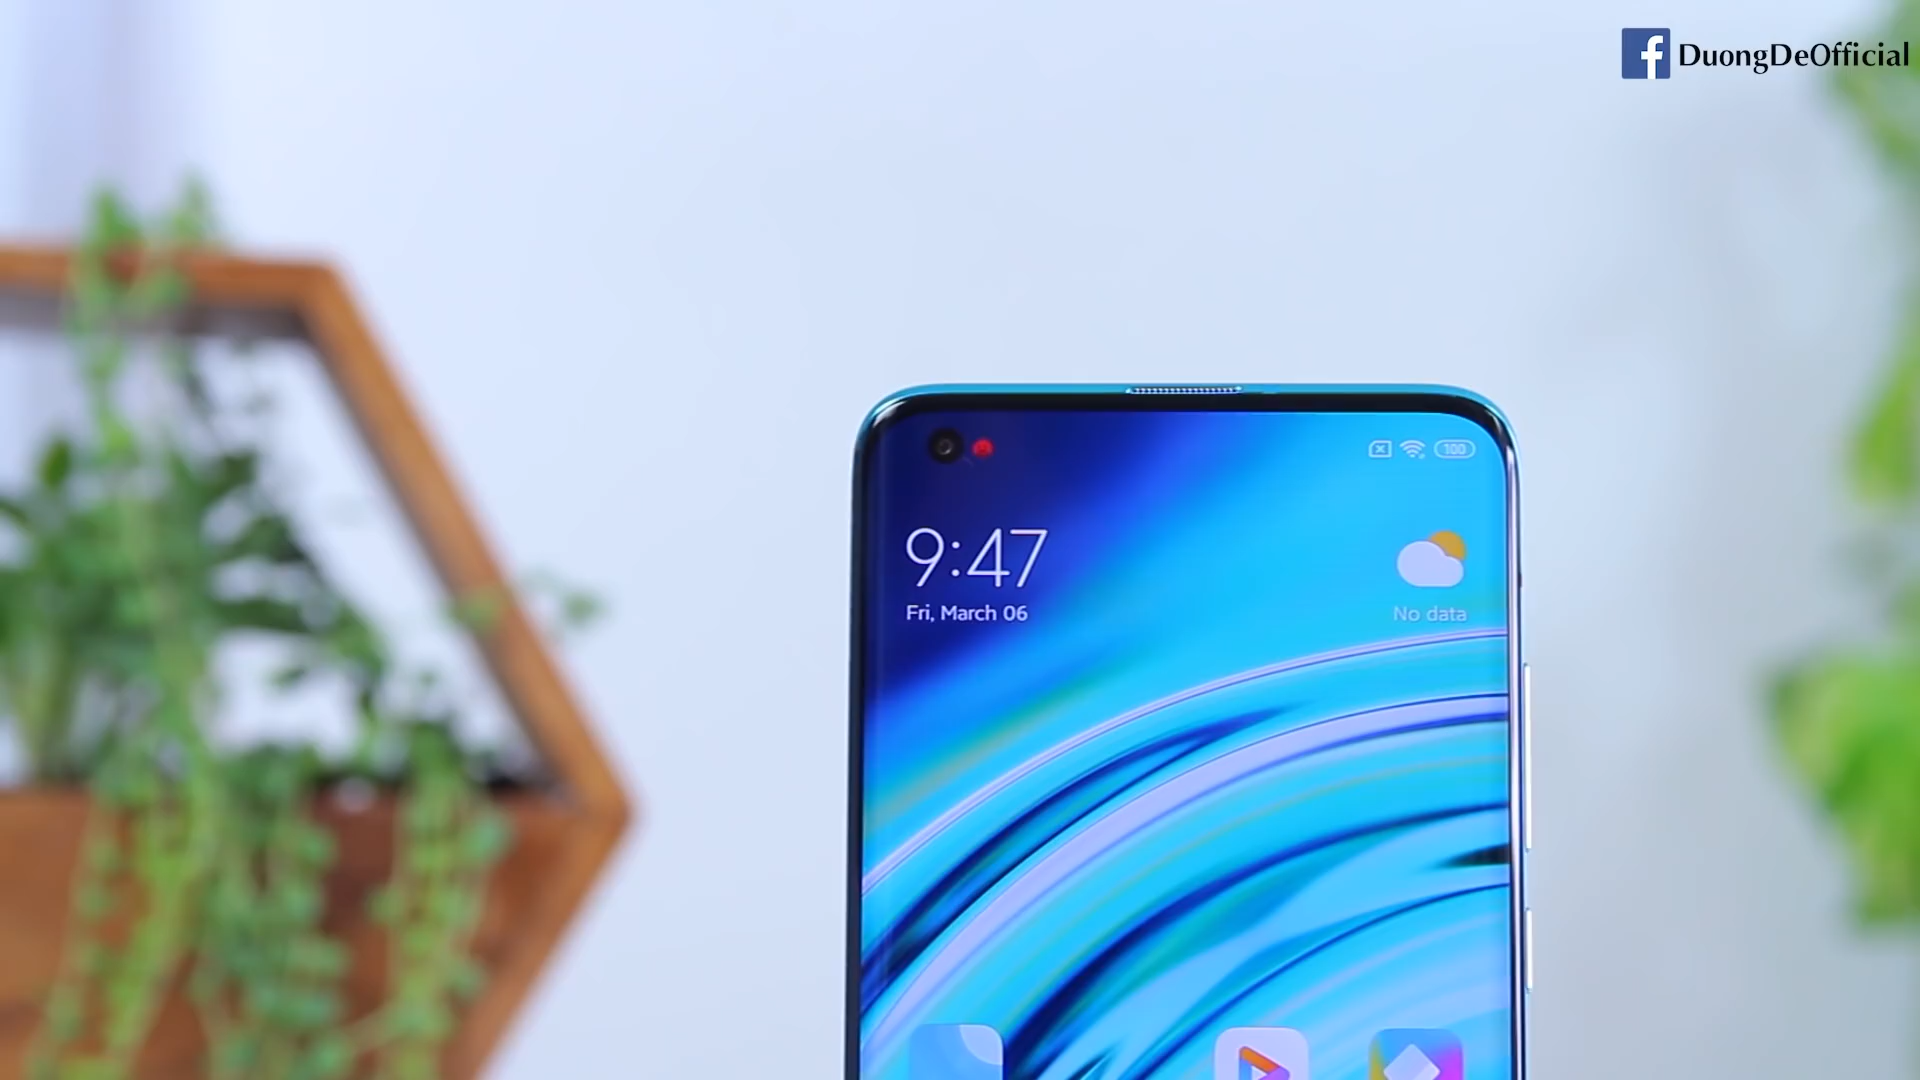 DuongDeOfficial
100
9:47
Fri, March 06
No data